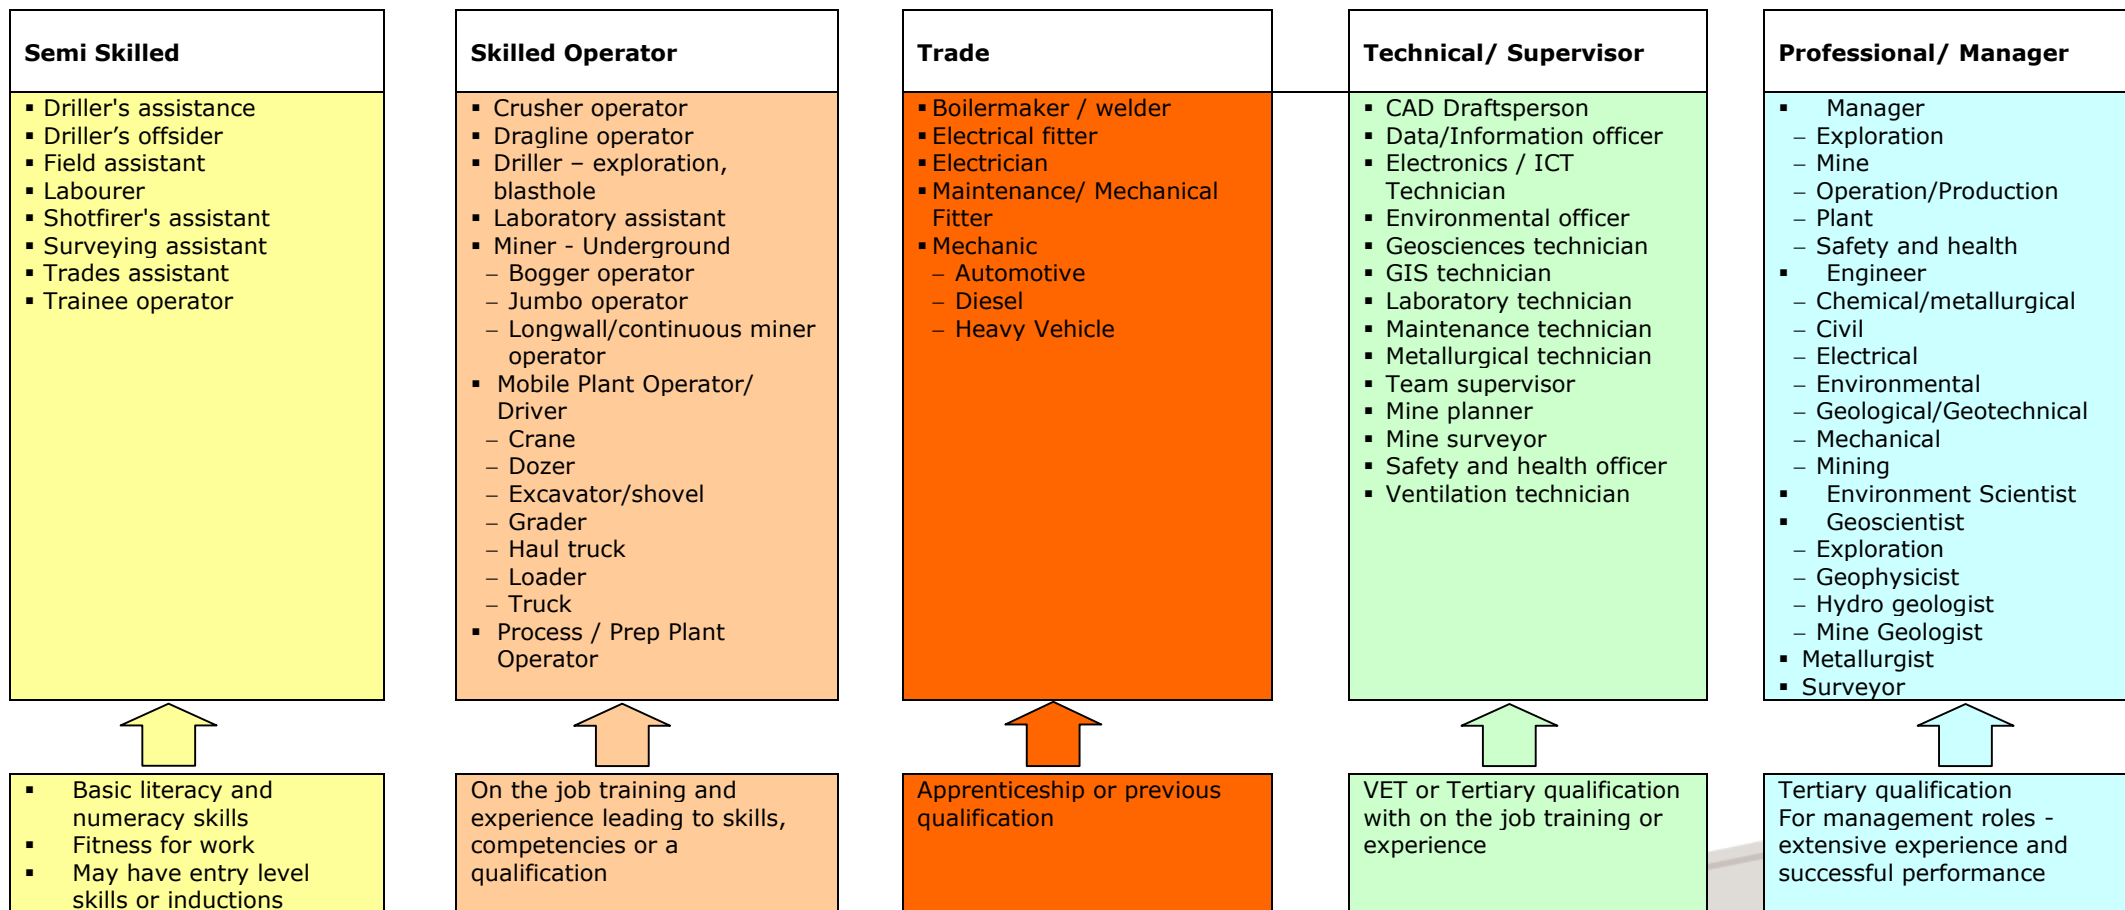 Semi Skilled
▪ Driller's assistance
▪ Driller’s offsider
▪ Field assistant
▪ Labourer
▪ Shotfirer's assistant
▪ Surveying assistant
▪ Trades assistant
▪ Trainee operator
▪ Basic literacy and
numeracy skills
▪ Fitness for work
▪ May have entry level
skills or inductions
Skilled Operator
▪ Crusher operator
▪ Dragline operator
▪ Driller – exploration,
blasthole
▪ Laboratory assistant
▪ Miner - Underground
– Bogger operator
– Jumbo operator
– Longwall/continuous miner
operator
▪ Mobile Plant Operator/
Driver
– Crane
– Dozer
– Excavator/shovel
– Grader
– Haul truck
– Loader
– Truck
▪ Process / Prep Plant
Operator
On the job training and
experience leading to skills,
competencies or a
qualification
Trade
▪ Boilermaker / welder
▪ Electrical fitter
▪ Electrician
▪ Maintenance/ Mechanical
Fitter
▪ Mechanic
– Automotive
– Diesel
– Heavy Vehicle
Apprenticeship or previous
qualification
Technical/ Supervisor
▪ CAD Draftsperson
▪ Data/Information officer
▪ Electronics / ICT
Technician
▪ Environmental officer
▪ Geosciences technician
▪ GIS technician
▪ Laboratory technician
▪ Maintenance technician
▪ Metallurgical technician
▪ Team supervisor
▪ Mine planner
▪ Mine surveyor
▪ Safety and health officer
▪ Ventilation technician
VET or Tertiary qualification
with on the job training or
experience
Professional/ Manager
▪ Manager
– Exploration
– Mine
– Operation/Production
– Plant
– Safety and health
▪ Engineer
– Chemical/metallurgical
– Civil
– Electrical
– Environmental
– Geological/Geotechnical
– Mechanical
– Mining
▪ Environment Scientist
▪ Geoscientist
– Exploration
– Geophysicist
– Hydro geologist
– Mine Geologist
▪ Metallurgist
▪ Surveyor
Tertiary qualification
For management roles -
extensive experience and
successful performance